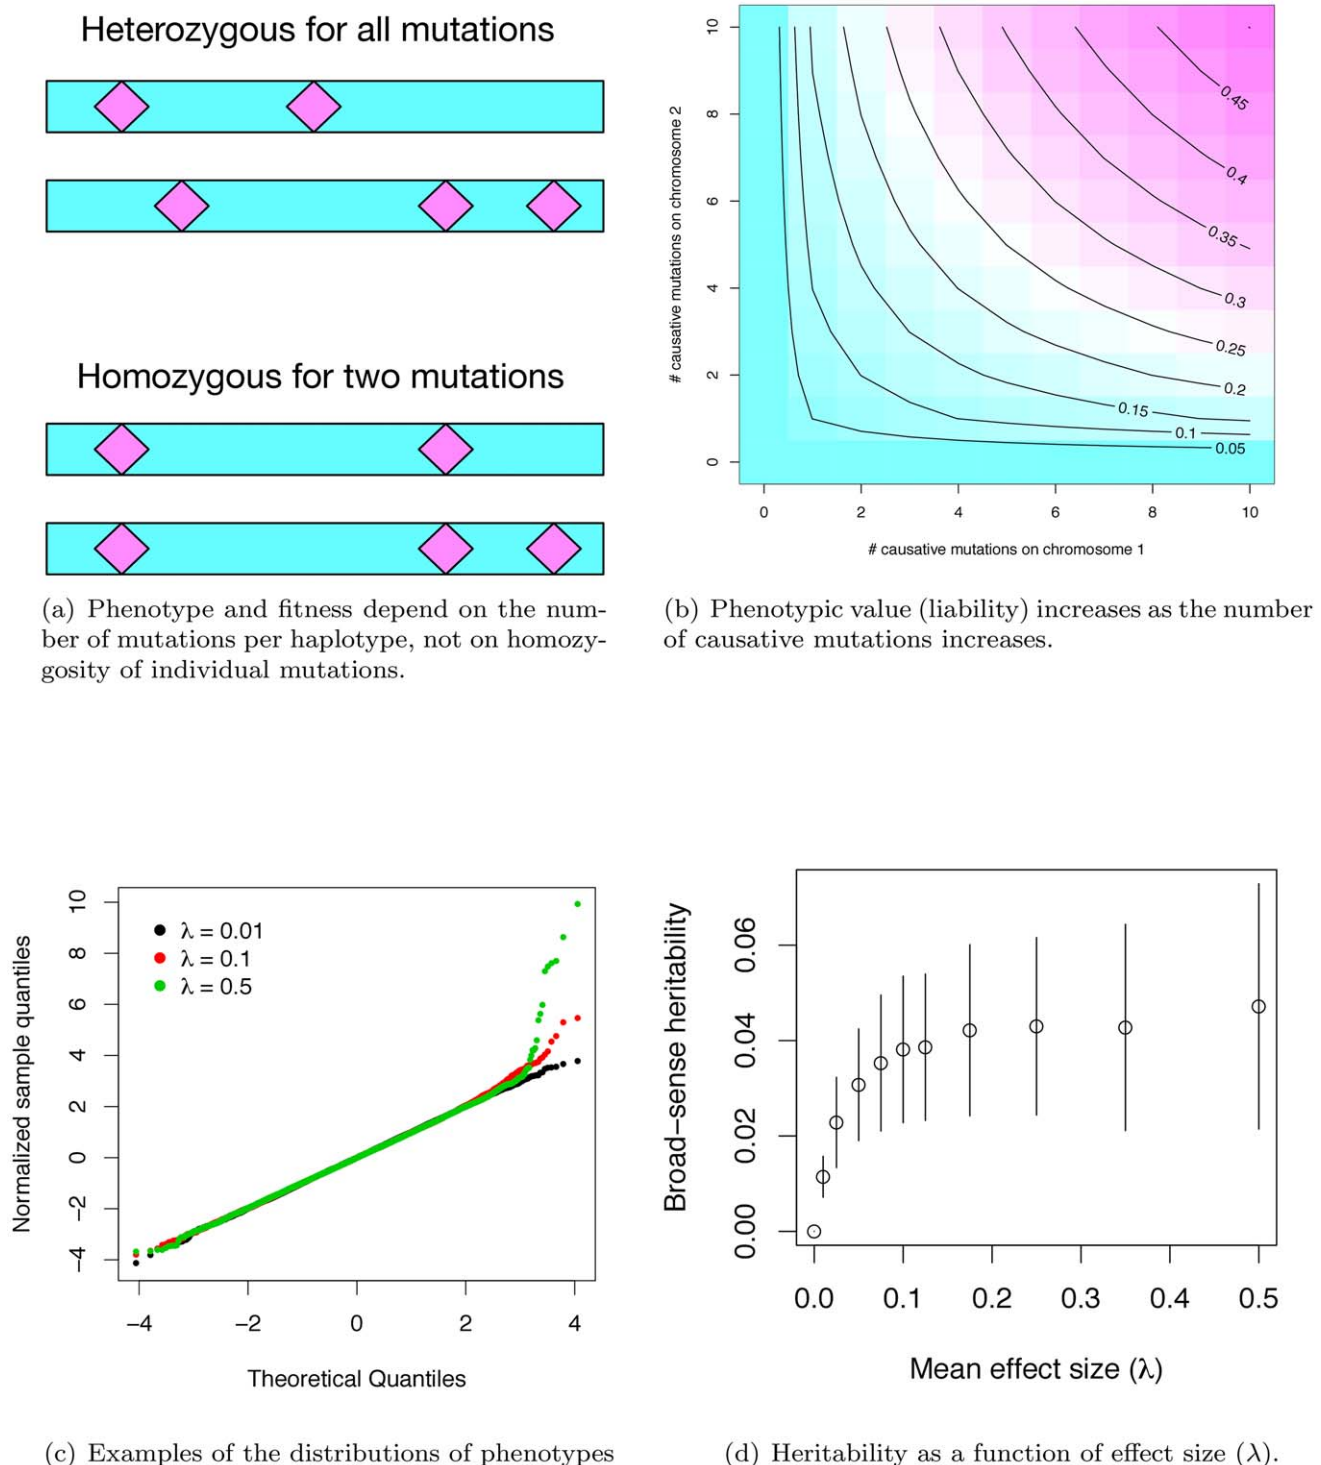 Heterozygous for all mutations
Homozygous for two mutations
(a) Phenotype and fitness depend on the num-
ber of mutations per haplotype, not on homozy-
gosity of individual mutations.
# causative mutations on chromosome 2
10
8
6
4
2
0
0.45
0.4
0.35
0.3
0.25
0.2
0.15
0.1
0.05
0 2 4 6 8 10
# causative mutations on chromosome 1
(b) Phenotypic value (liability) increases as the number
of causative mutations increases.
Normalized sample quantiles
10
8
6
4
2
0
−2
−4
λ = 0.01
λ = 0.1
λ = 0.5
−4 −2 0 2 4
Theoretical Quantiles
(c) Examples of the distributions of phenotypes
Broad−sense heritability
0.06
0.04
0.02
0.00
0.0 0.1 0.2 0.3 0.4 0.5
Mean effect size (λ)
(d) Heritability as a function of effect size (λ).